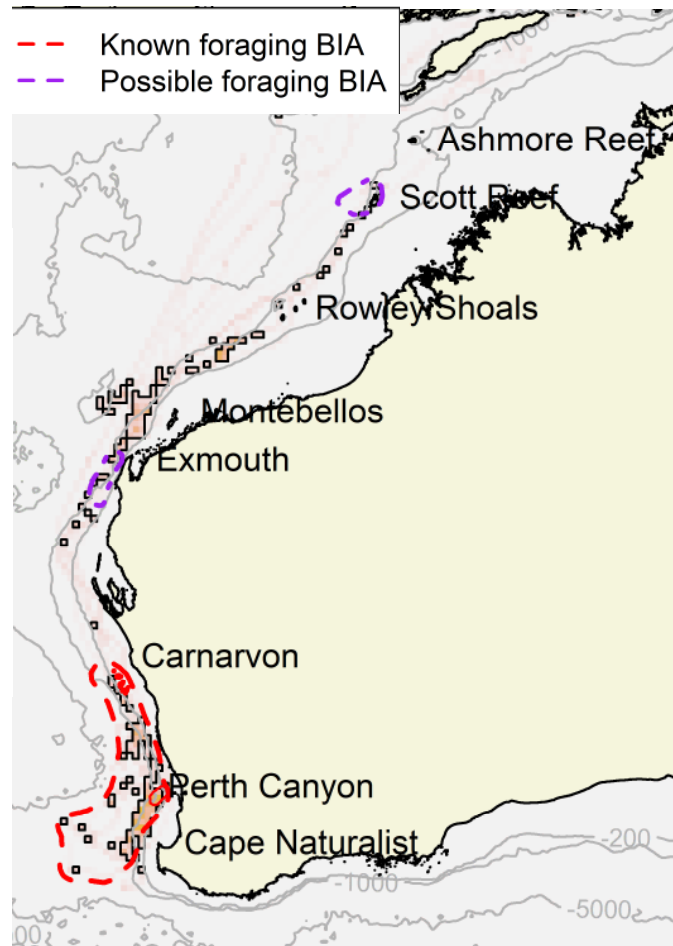 Known foraging BIA
Possible foraging BIA
-1000
Ashmore Reef
Scott Reef
Rowley Shoals
Montebellos
Exmouth
Carnarvon
Perth Canyon
Cape Naturalist
-200
-1000
-5000